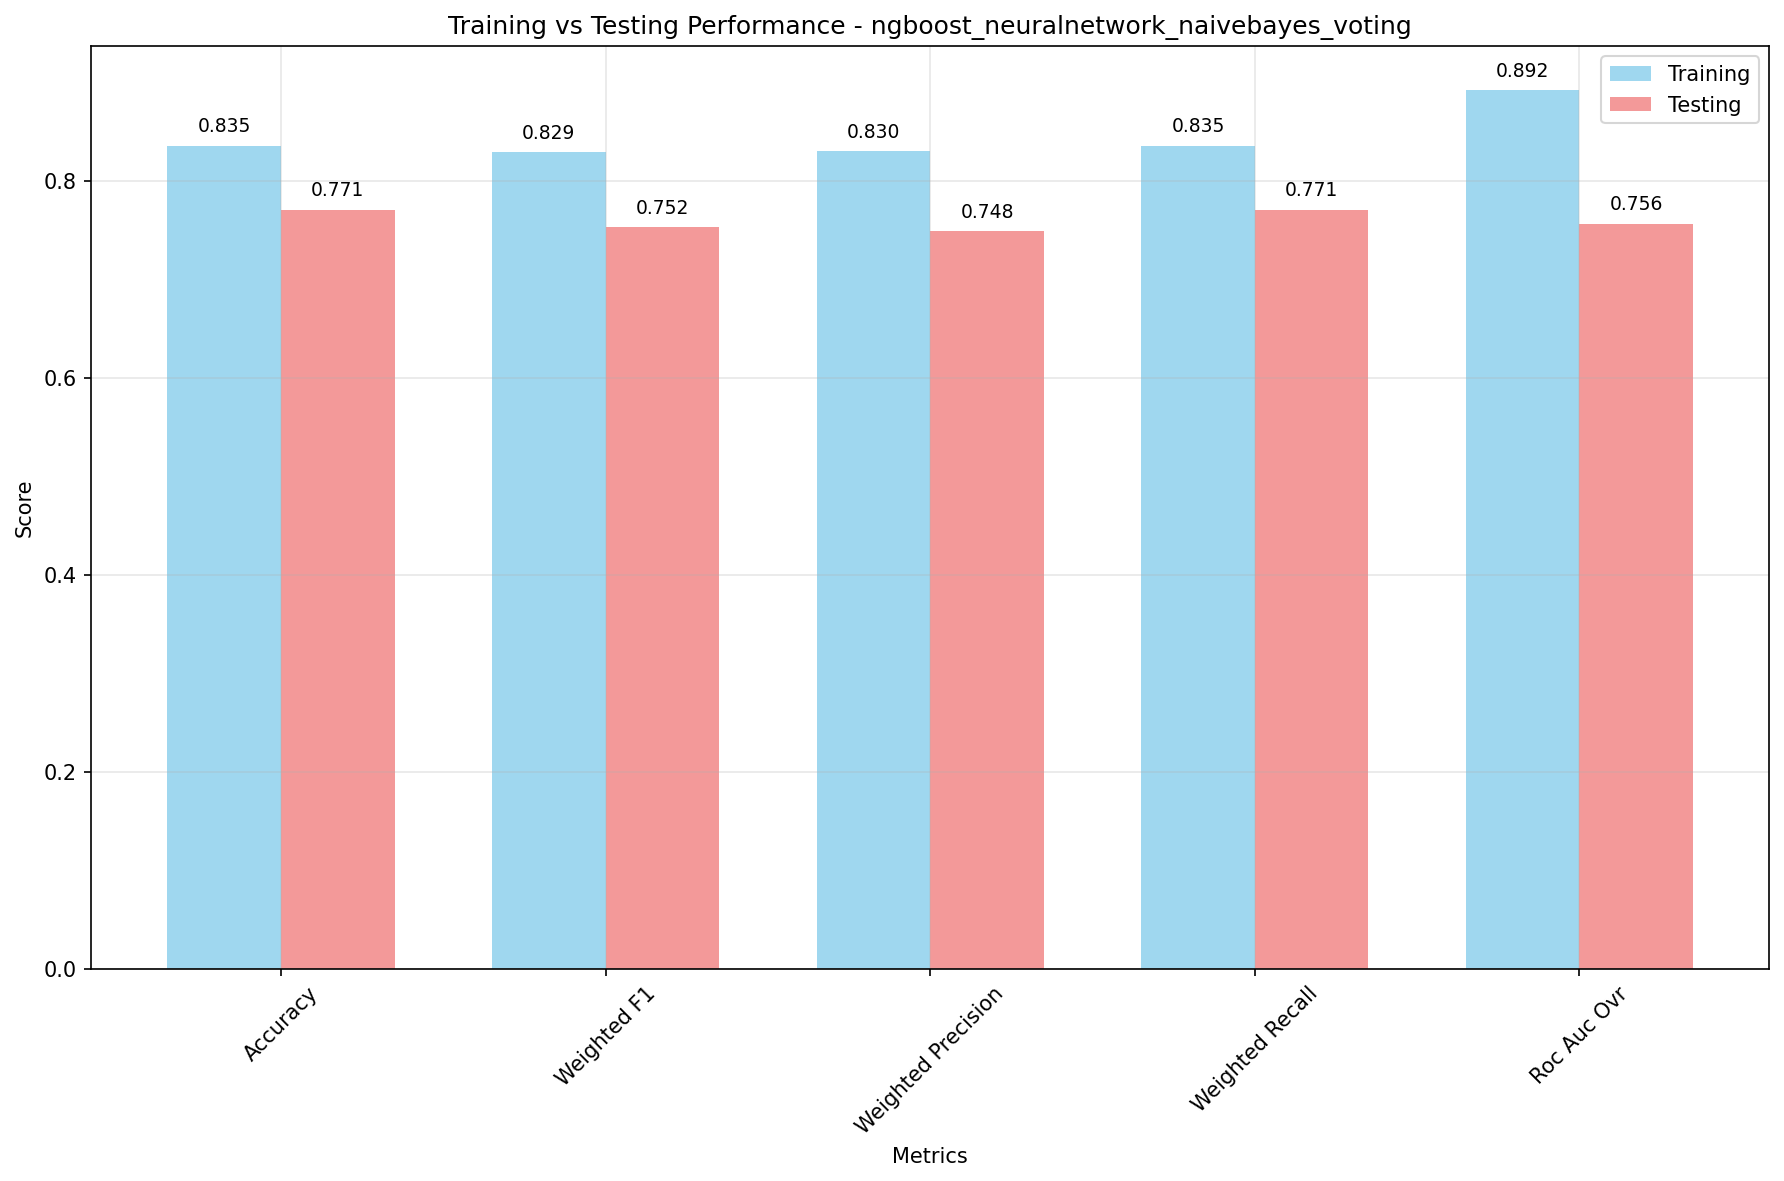 Training vs Testing Performance - ngboost_neuralnetwork_naivebayes_voting
Training
Testing
0.835
0.771
0.829
0.752
0.830
0.748
0.835
0.771
0.892
0.756
Score
0.8
0.6
0.4
0.2
0.0
Accuracy
Weighted F1
Weighted Precision
Weighted Recall
Roc Auc Ovr
Metrics